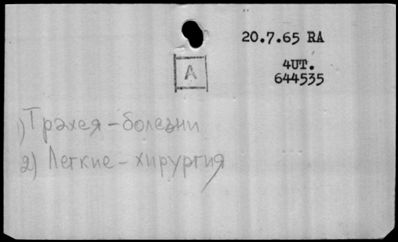 20.7.65 RA
4UT.
644535
A
1) Трахея - болезни
2) Легкие - хирургия